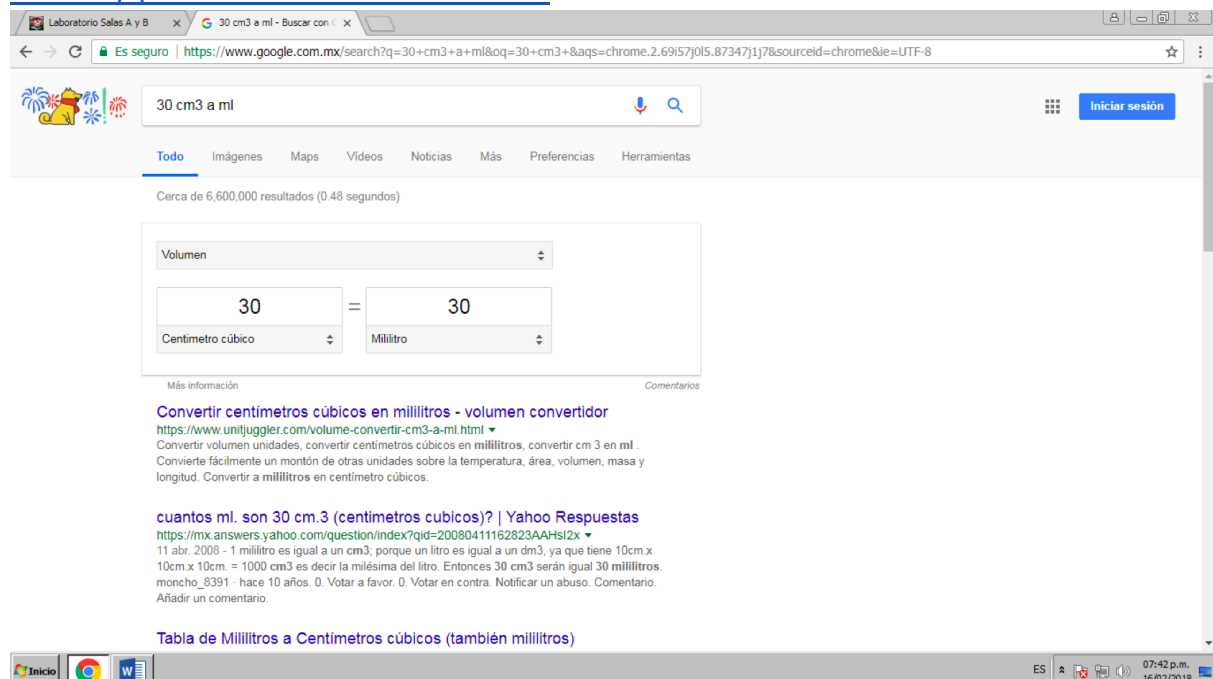 Laboratorio Salas A y B
30 cm3 a ml - Buscar con
Es seguro | https://www.google.com.mx/search?q=30+cm3+a+ml&oq=30+cm3+&aqs=chrome.2.69i57j0l5.87347j1j7&sourceid=chrome&ie=UTF-8
30 cm3 a ml
Iniciar sesión
Todo Imágenes Maps Vídeos Noticias Más Preferencias Herramientas
Cerca de 6,600,000 resultados (0.48 segundos)
Volumen
30 = 30
Centimetro cúbico Mililitro
Más información Comentarios
Convertir centímetros cúbicos en mililitros - volumen convertidor
https://www.unitjuggler.com/volume-convertir-cm3-a-ml.html
Convertir volumen unidades, convertir centímetros cúbicos en mililitros, convertir cm 3 en ml .
Convierte fácilmente un montón de otras unidades sobre la temperatura, área, volumen, masa y
longitud. Convertir a mililitros en centímetro cúbicos.
cuantos ml. son 30 cm.3 (centimetros cubicos)? | Yahoo Respuestas
https://mx.answers.yahoo.com/question/index?qid=20080411162823AAHsI2x
11 abr. 2008 - 1 mililitro es igual a un cm3; porque un litro es igual a un dm3, ya que tiene 10cm.x
10cm.x 10cm. = 1000 cm3 es decir la milésima del litro. Entonces 30 cm3 serán igual 30 mililitros.
moncho_8391 · hace 10 años. 0. Votar a favor. 0. Votar en contra. Notificar un abuso. Comentario.
Añadir un comentario.
Tabla de Mililitros a Centímetros cúbicos (también mililitros)
Inicio
ES
07:42 p.m.
16/02/2018